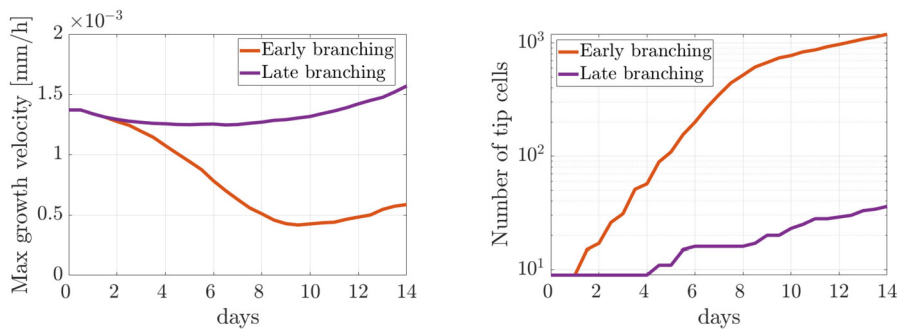 ×10⁻³
2
1.5
1
0.5
0
Max growth velocity [mm/h]
Early branching
Late branching
0 2 4 6 8 10 12 14
days
10³
10²
10¹
Number of tip cells
Early branching
Late branching
0 2 4 6 8 10 12 14
days